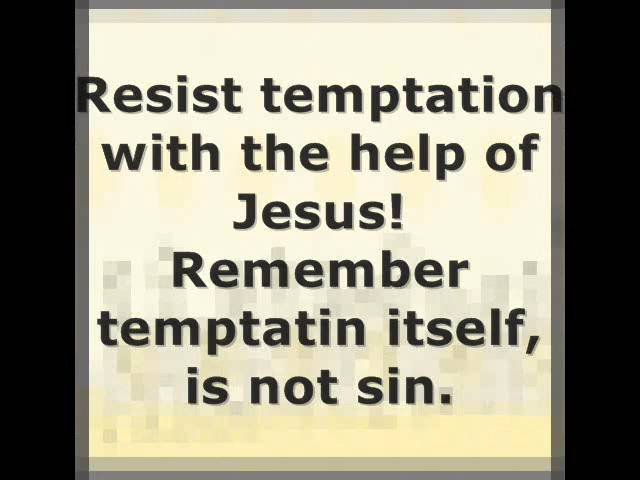 Resist temptation
with the help of
Jesus!
Remember
temptatin itself,
is not sin.